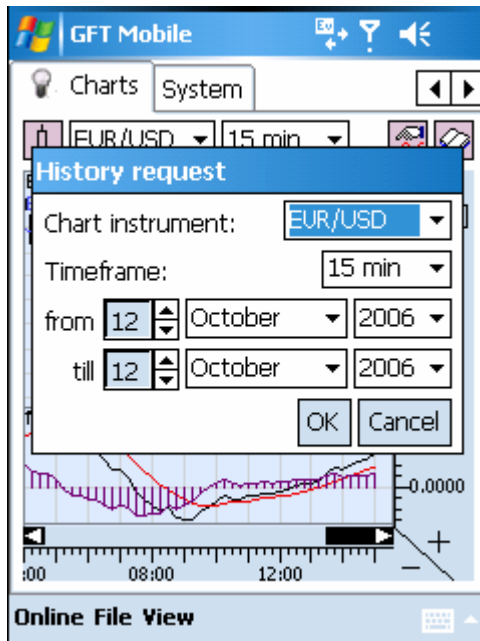 GFT Mobile
Charts System
EUR/USD 15 min
History request
Chart instrument: EUR/USD
Timeframe: 15 min
from 12 October 2006
till 12 October 2006
OK Cancel
0.0000
:00 08:00 12:00
Online File View